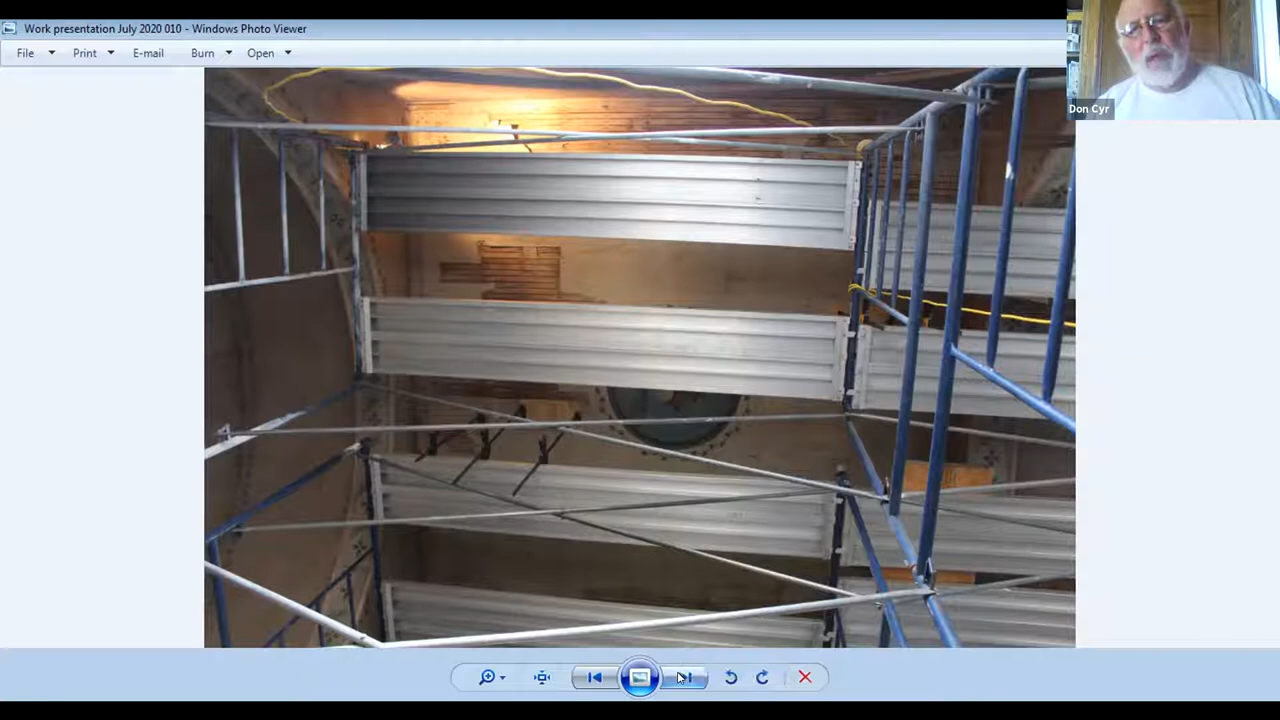 Work presentation July 2020 010 - Windows Photo Viewer
File Print E-mail Burn Open
Don Cyr